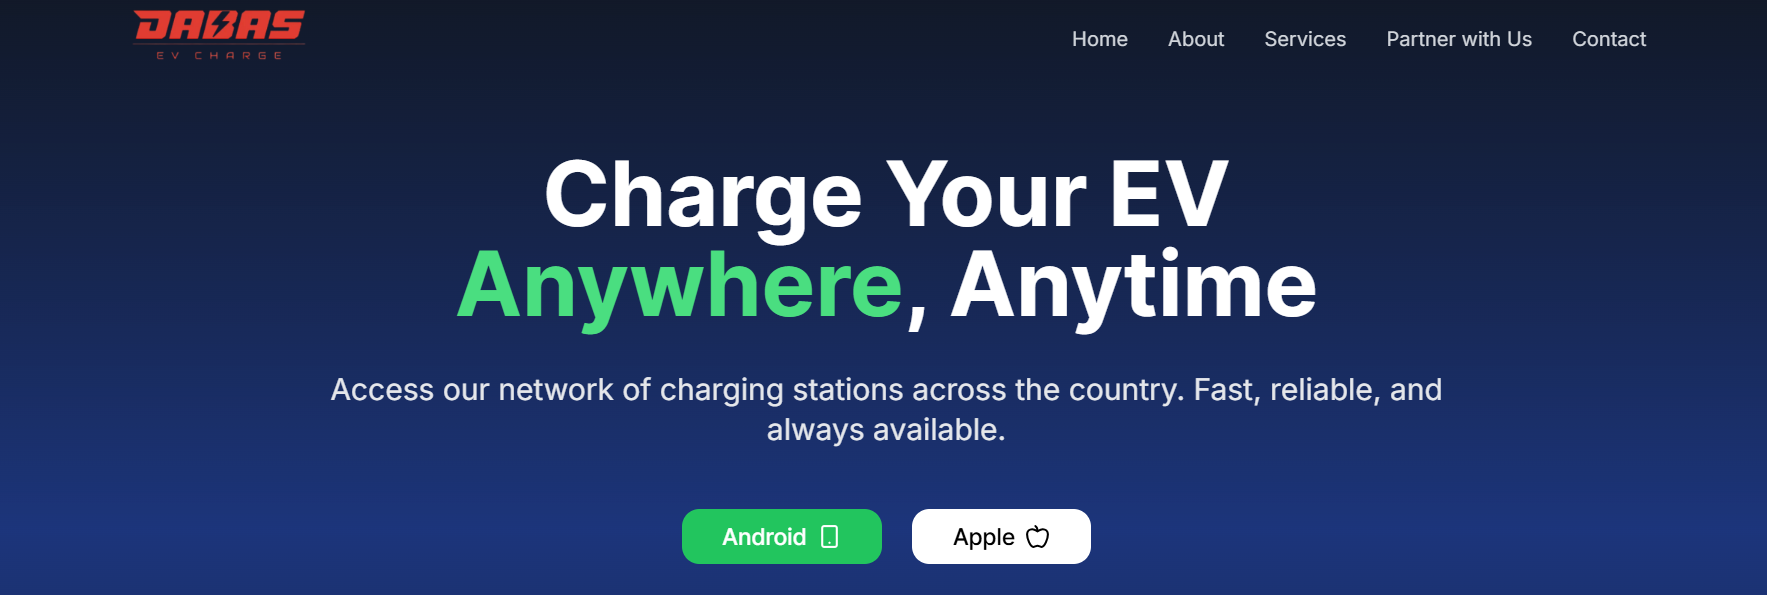 DABAS
EV CHARGE
Home About Services Partner with Us Contact
Charge Your EV
Anywhere, Anytime
Access our network of charging stations across the country. Fast, reliable, and
always available.
Android
Apple